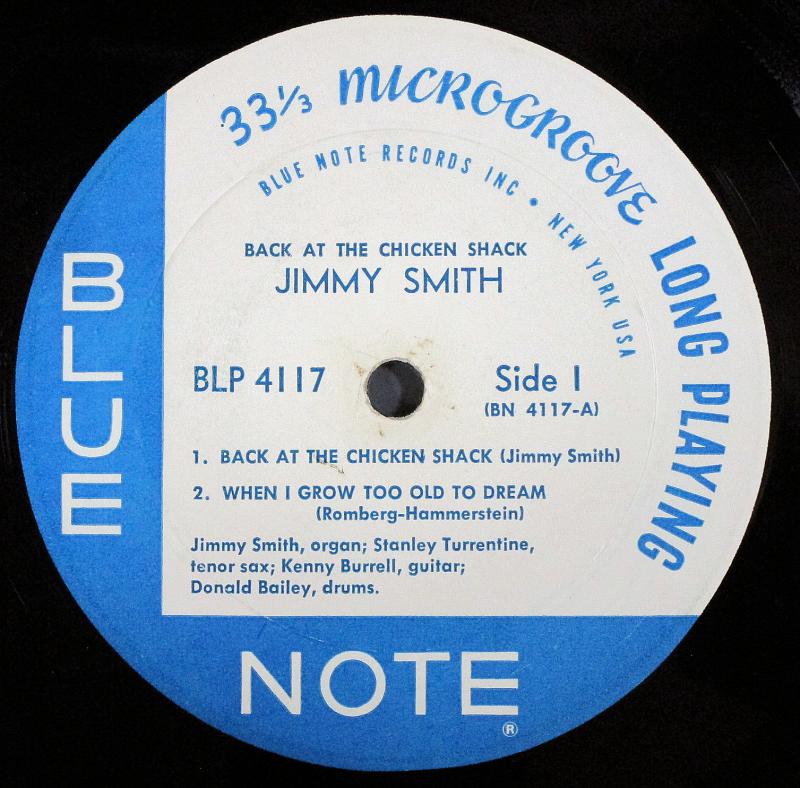 33⅓ MICROGROOVE LONG PLAYING
BLUE NOTE RECORDS INC • NEW YORK USA
BACK AT THE CHICKEN SHACK
JIMMY SMITH
BLP 4117
Side 1
(BN 4117-A)
1. BACK AT THE CHICKEN SHACK (Jimmy Smith)
2. WHEN I GROW TOO OLD TO DREAM
(Romberg-Hammerstein)
Jimmy Smith, organ; Stanley Turrentine,
tenor sax; Kenny Burrell, guitar;
Donald Bailey, drums.
BLUE
NOTE
®